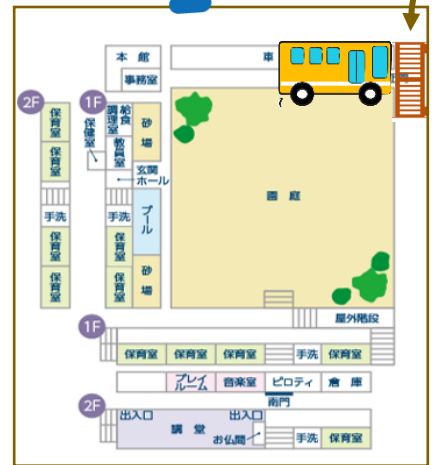 本館
事務室
車
2F
1F
保育室
保育室
手洗
保育室
保育室
保健室
給食
調理室
教員室
砂場
玄関
ホール
手洗
保育室
保育室
プール
砂場
園庭
屋外階段
1F
保育室
保育室
保育室
手洗
保育室
プレイ
ルーム
音楽室
ピロティ
倉庫
南門
2F
出入口
出入口
講堂
お仏間
手洗
保育室